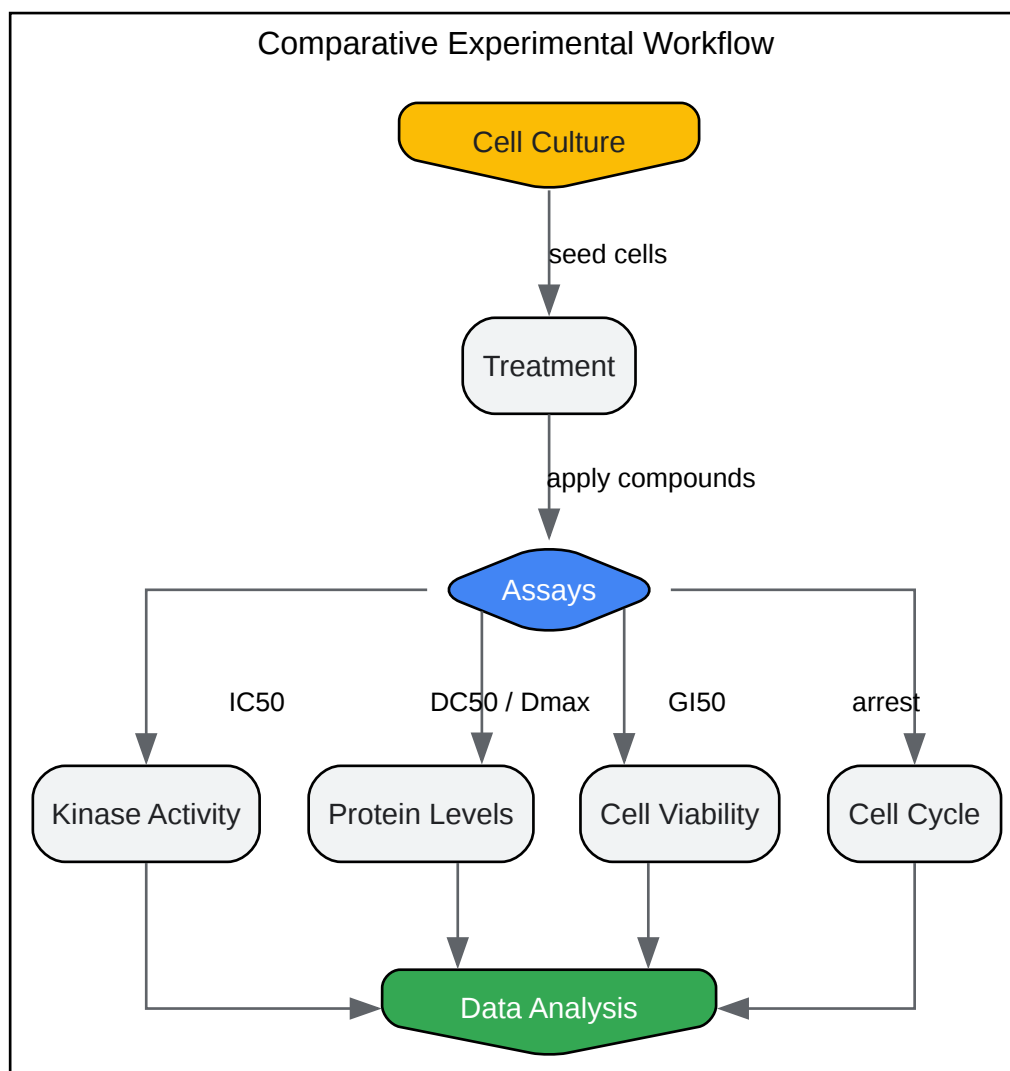 Comparative Experimental Workflow
Cell Culture
seed cells
Treatment
apply compounds
Assays
IC50
DC50 / Dmax
GI50
arrest
Kinase Activity
Protein Levels
Cell Viability
Cell Cycle
Data Analysis